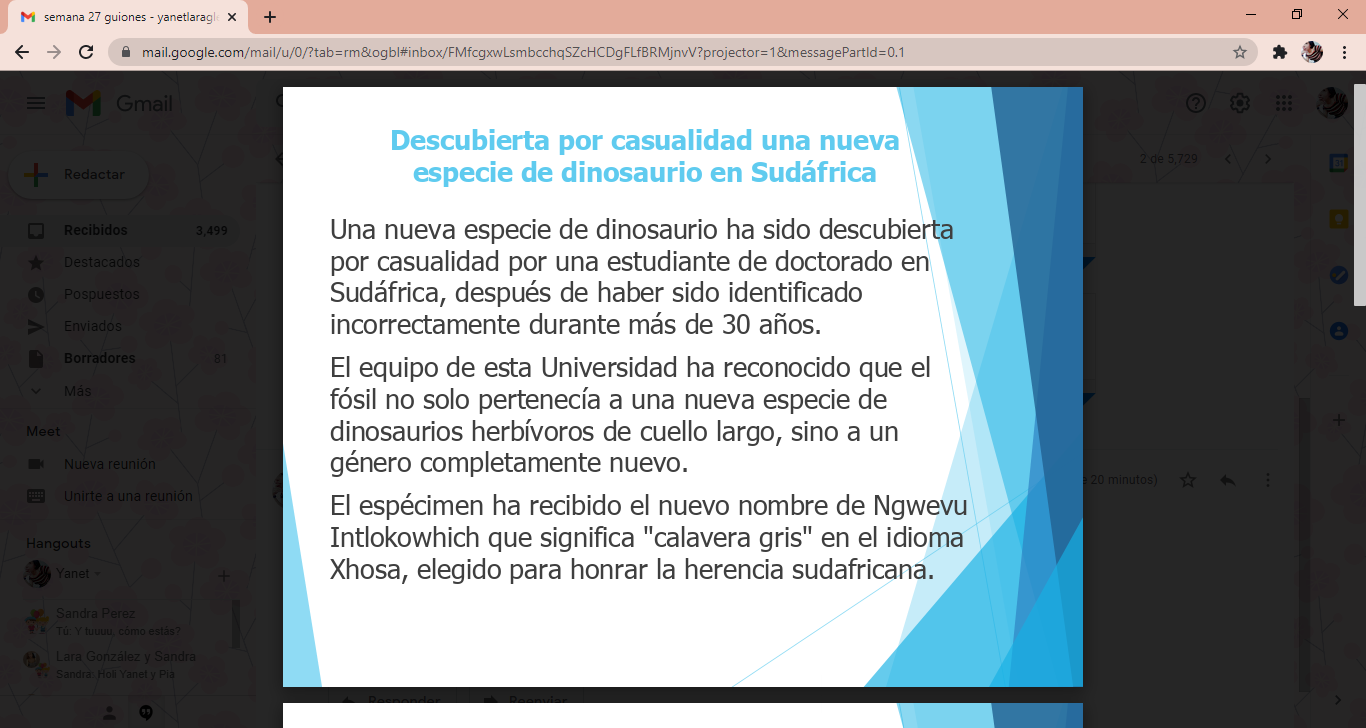 semana 27 guiones - yanetlaragl
mail.google.com/mail/u/0/?tab=rm&ogbl#inbox/FMfcgxwLsmbcchqSZcHCDgFLfBRMjnvV?projector=1&messagePartId=0.1
Gmail
2 de 5,729
Redactar
Recibidos 3,499
Destacados
Pospuestos
Enviados
Borradores 81
Más
Meet
Nueva reunión
Unirte a una reunión
Hangouts
Yanet
Sandra Perez
Tú: Y tuuuu, cómo estás?
Lara González y Sandra
Sandra: Holi Yanet y Pia
Descubierta por casualidad una nueva
especie de dinosaurio en Sudáfrica
Una nueva especie de dinosaurio ha sido descubierta
por casualidad por una estudiante de doctorado en
Sudáfrica, después de haber sido identificado
incorrectamente durante más de 30 años.
El equipo de esta Universidad ha reconocido que el
fósil no solo pertenecía a una nueva especie de
dinosaurios herbívoros de cuello largo, sino a un
género completamente nuevo.
El espécimen ha recibido el nuevo nombre de Ngwevu
Intlokowhich que significa "calavera gris" en el idioma
Xhosa, elegido para honrar la herencia sudafricana.
e 20 minutos)
Responder Reenviar